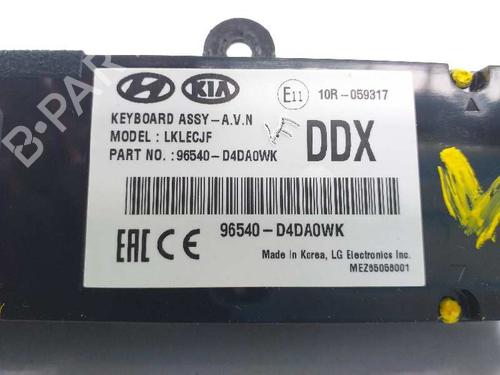 KIA
E11
10R-059317
KEYBOARD ASSY-A.V.N
MODEL : LKLECJF
PART NO. :96540-D4DA0WK
DDX
96540-D4DA0WK
EAC CE
Made in Korea, LG Electronics Inc.
MEZ65058001
B-PARTS